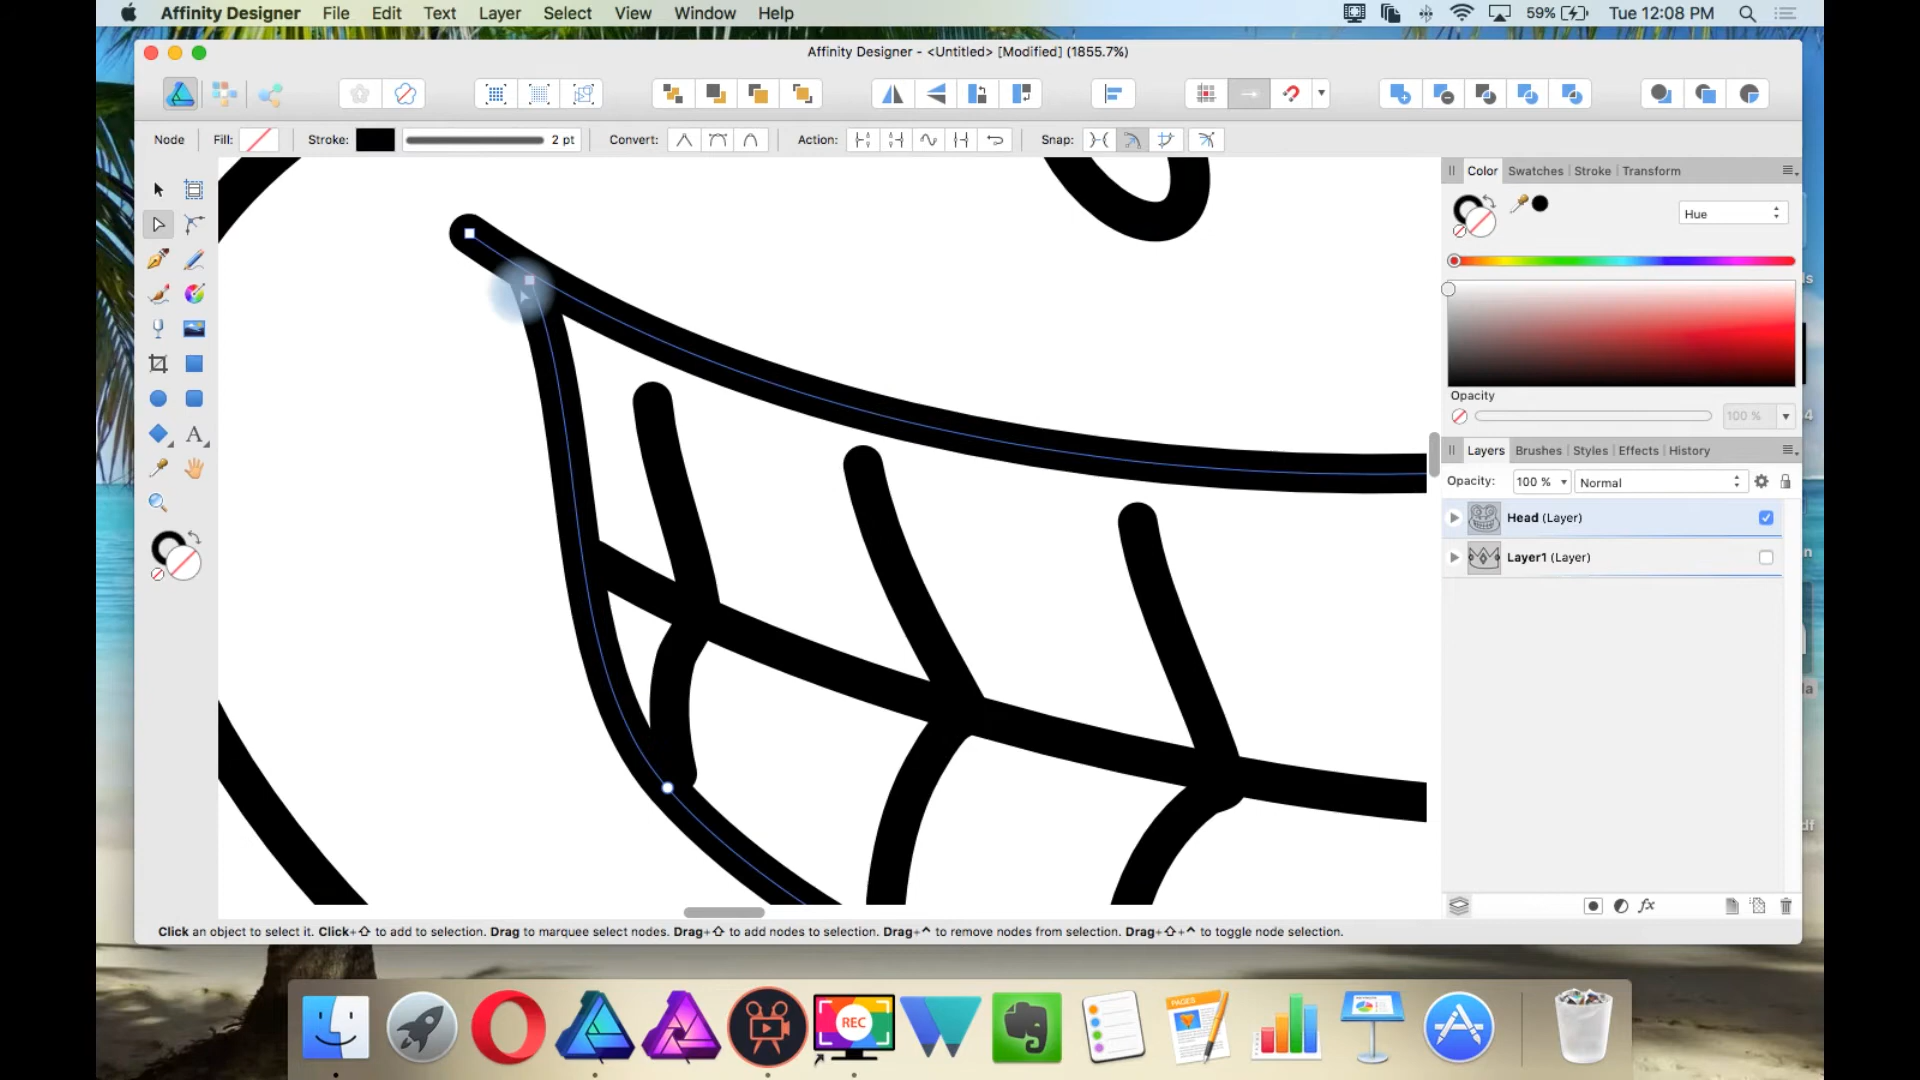 Affinity Designer File Edit Text Layer Select View Window Help 59% Tue 12:08 PM
Affinity Designer - <Untitled> [Modified] (1855.7%)
Node Fill: Stroke: 2 pt Convert: Action: Snap:
Color Swatches Stroke Transform
Hue
Opacity
100 %
Layers Brushes Styles Effects History
Opacity: 100 % Normal
Head (Layer)
Layer1 (Layer)
fx
Click an object to select it. Click+⇧ to add to selection. Drag to marquee select nodes. Drag+⇧ to add nodes to selection. Drag+^ to remove nodes from selection. Drag+⇧+^ to toggle node selection.
REC
PAGES